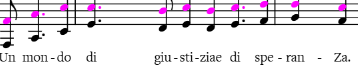 Un mon-do di giu-sti-ziae di spe-ran-Za.